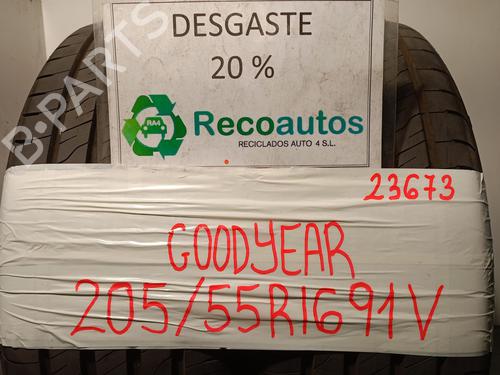 DESGASTE
20 %
RA4
Recoautos
RECICLADOS AUTO 4 S.L.
B-PARTS
23673
GOODYEAR
205/55R1691V